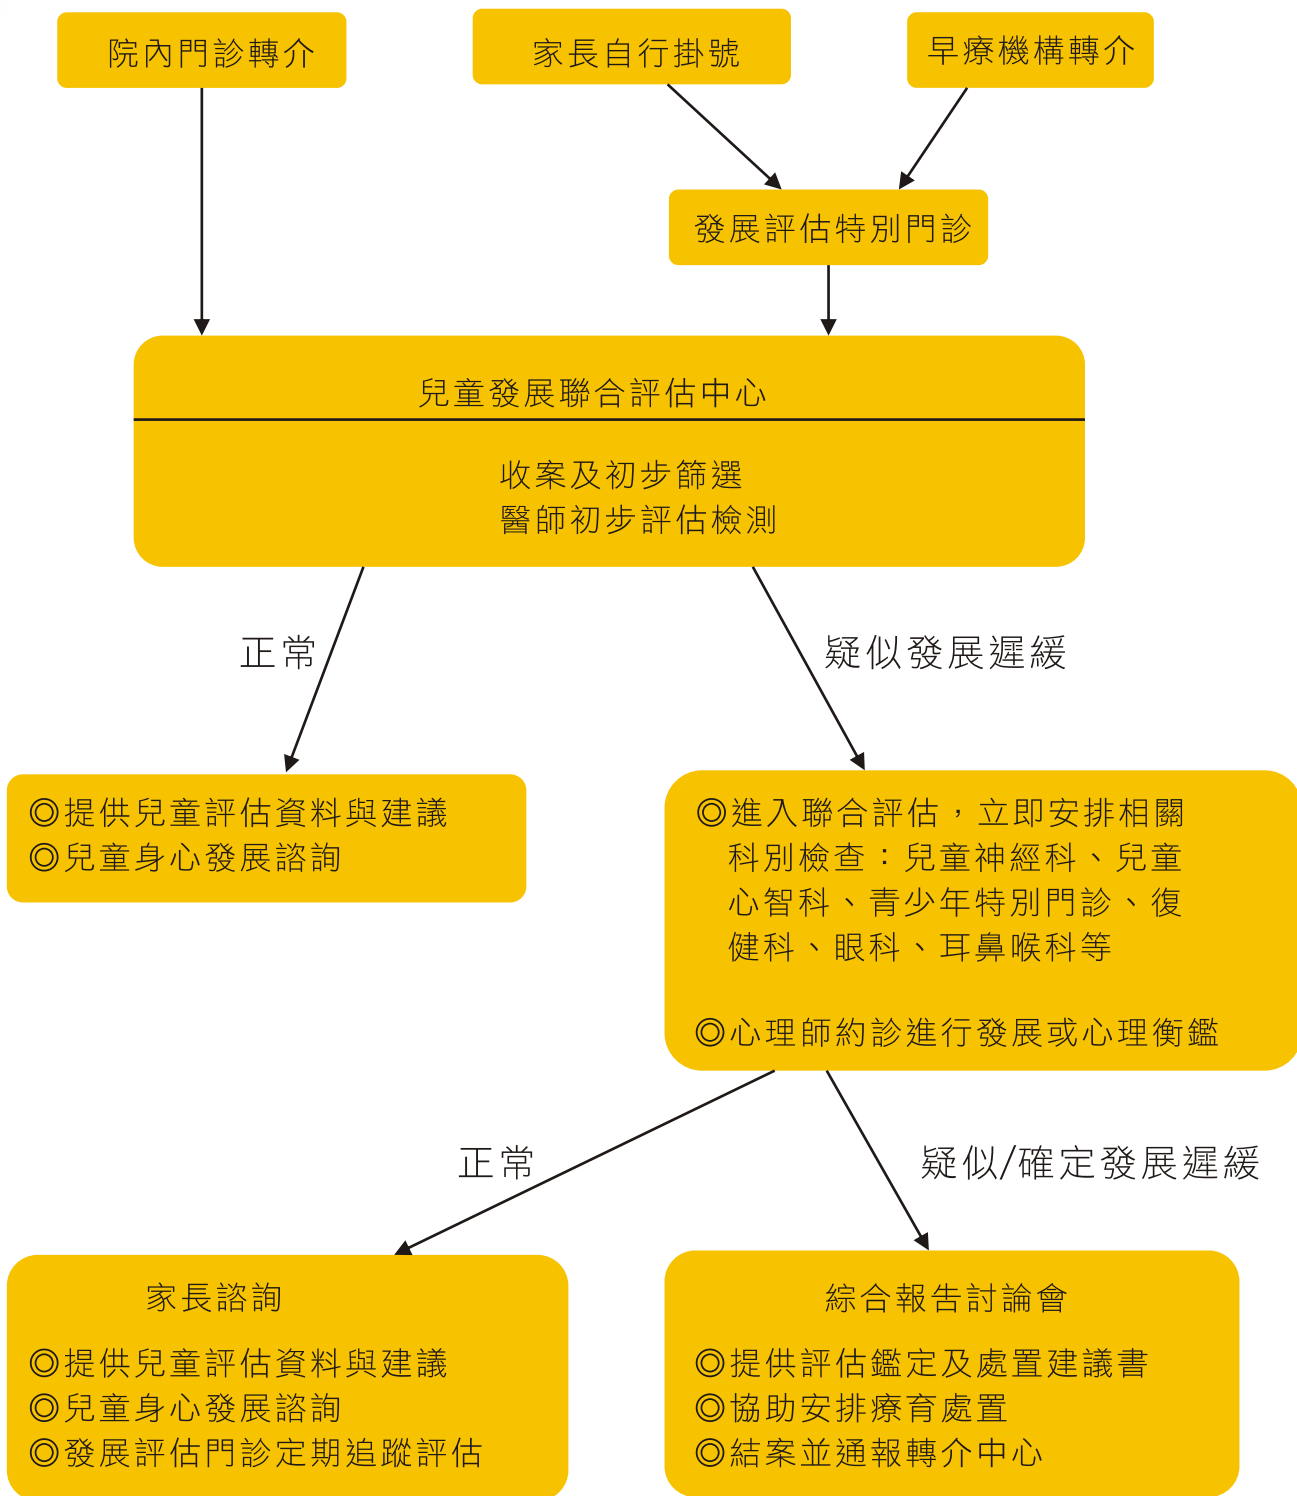 院內門診轉介
家長自行掛號
早療機構轉介
發展評估特別門診
兒童發展聯合評估中心
收案及初步篩選
醫師初步評估檢測
正常
疑似發展遲緩
◎提供兒童評估資料與建議
◎兒童身心發展諮詢
◎進入聯合評估，立即安排相關
科別檢查：兒童神經科、兒童
心智科、青少年特別門診、復
健科、眼科、耳鼻喉科等
◎心理師約診進行發展或心理衡鑑
正常
疑似/確定發展遲緩
家長諮詢
◎提供兒童評估資料與建議
◎兒童身心發展諮詢
◎發展評估門診定期追蹤評估
綜合報告討論會
◎提供評估鑑定及處置建議書
◎協助安排療育處置
◎結案並通報轉介中心